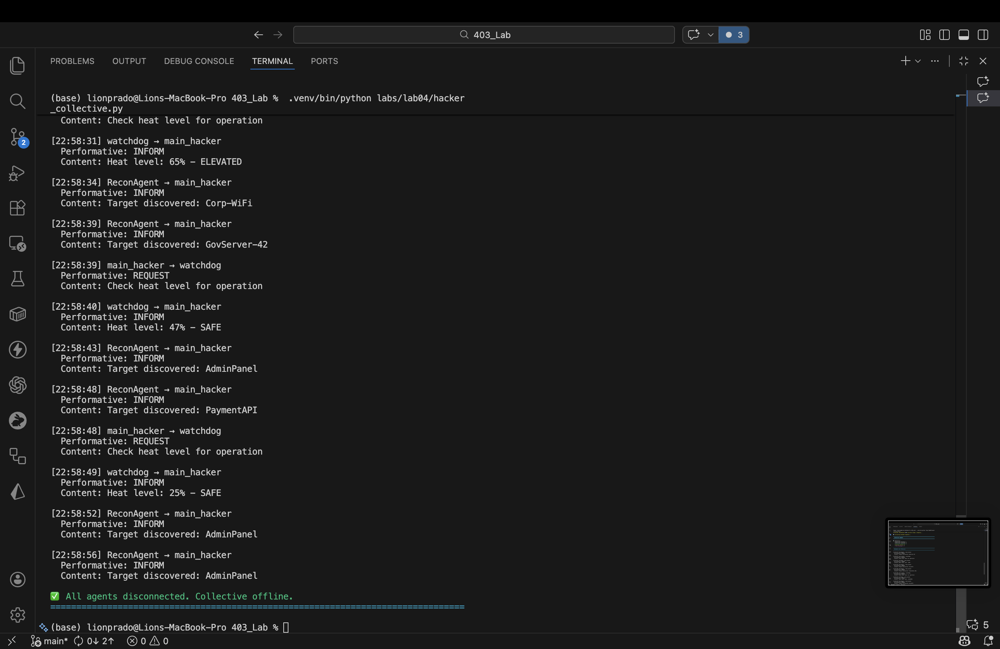 403_Lab
3
PROBLEMS OUTPUT DEBUG CONSOLE TERMINAL PORTS
(base) lionprado@Lions-MacBook-Pro 403_Lab %  .venv/bin/python labs/lab04/hacker
_collective.py
Content: Check heat level for operation
[22:58:31] watchdog → main_hacker
Performative: INFORM
Content: Heat level: 65% - ELEVATED
[22:58:34] ReconAgent → main_hacker
Performative: INFORM
Content: Target discovered: Corp-WiFi
[22:58:39] ReconAgent → main_hacker
Performative: INFORM
Content: Target discovered: GovServer-42
[22:58:39] main_hacker → watchdog
Performative: REQUEST
Content: Check heat level for operation
[22:58:40] watchdog → main_hacker
Performative: INFORM
Content: Heat level: 47% - SAFE
[22:58:43] ReconAgent → main_hacker
Performative: INFORM
Content: Target discovered: AdminPanel
[22:58:48] ReconAgent → main_hacker
Performative: INFORM
Content: Target discovered: PaymentAPI
[22:58:48] main_hacker → watchdog
Performative: REQUEST
Content: Check heat level for operation
[22:58:49] watchdog → main_hacker
Performative: INFORM
Content: Heat level: 25% - SAFE
[22:58:52] ReconAgent → main_hacker
Performative: INFORM
Content: Target discovered: AdminPanel
[22:58:56] ReconAgent → main_hacker
Performative: INFORM
Content: Target discovered: AdminPanel
✅ All agents disconnected. Collective offline.
================================================================================
(base) lionprado@Lions-MacBook-Pro 403_Lab %
2
5
main* 0↓ 2↑ 0 0